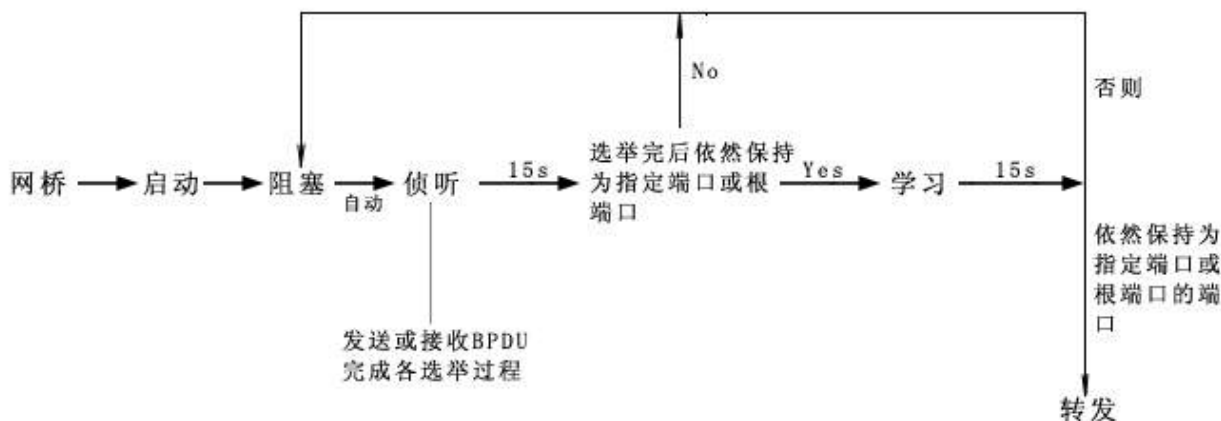 No
否则
网桥
启动
阻塞
自动
侦听
15s
选举完后依然保持
为指定端口或根
端口
Yes
学习
15s
依然保持为
指定端口或
根端口的端
口
发送或接收BPDU
完成各选举过程
转发